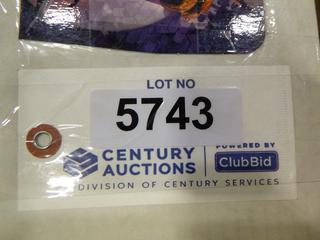 LOT NO
5743
CENTURY
AUCTIONS
POWERED BY
ClubBid
DIVISION OF CENTURY SERVICES